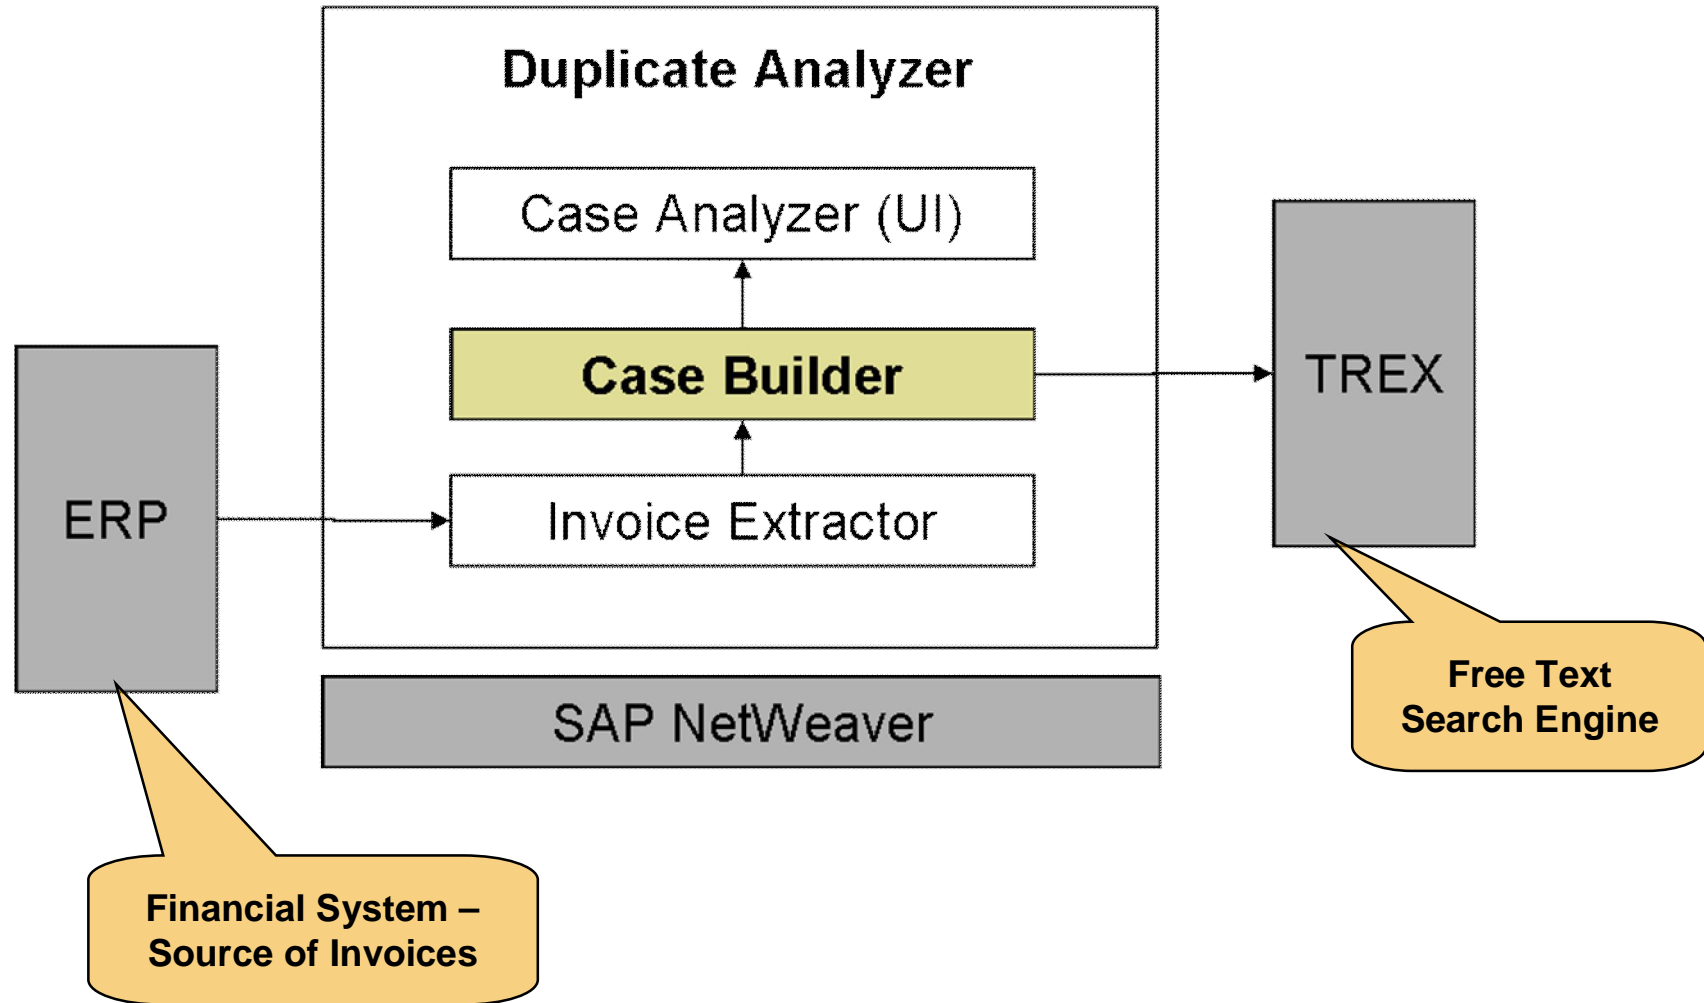 Duplicate Analyzer
Case Analyzer (UI)
Case Builder
Invoice Extractor
ERP
TREX
SAP NetWeaver
Free Text
Search Engine
Financial System –
Source of Invoices